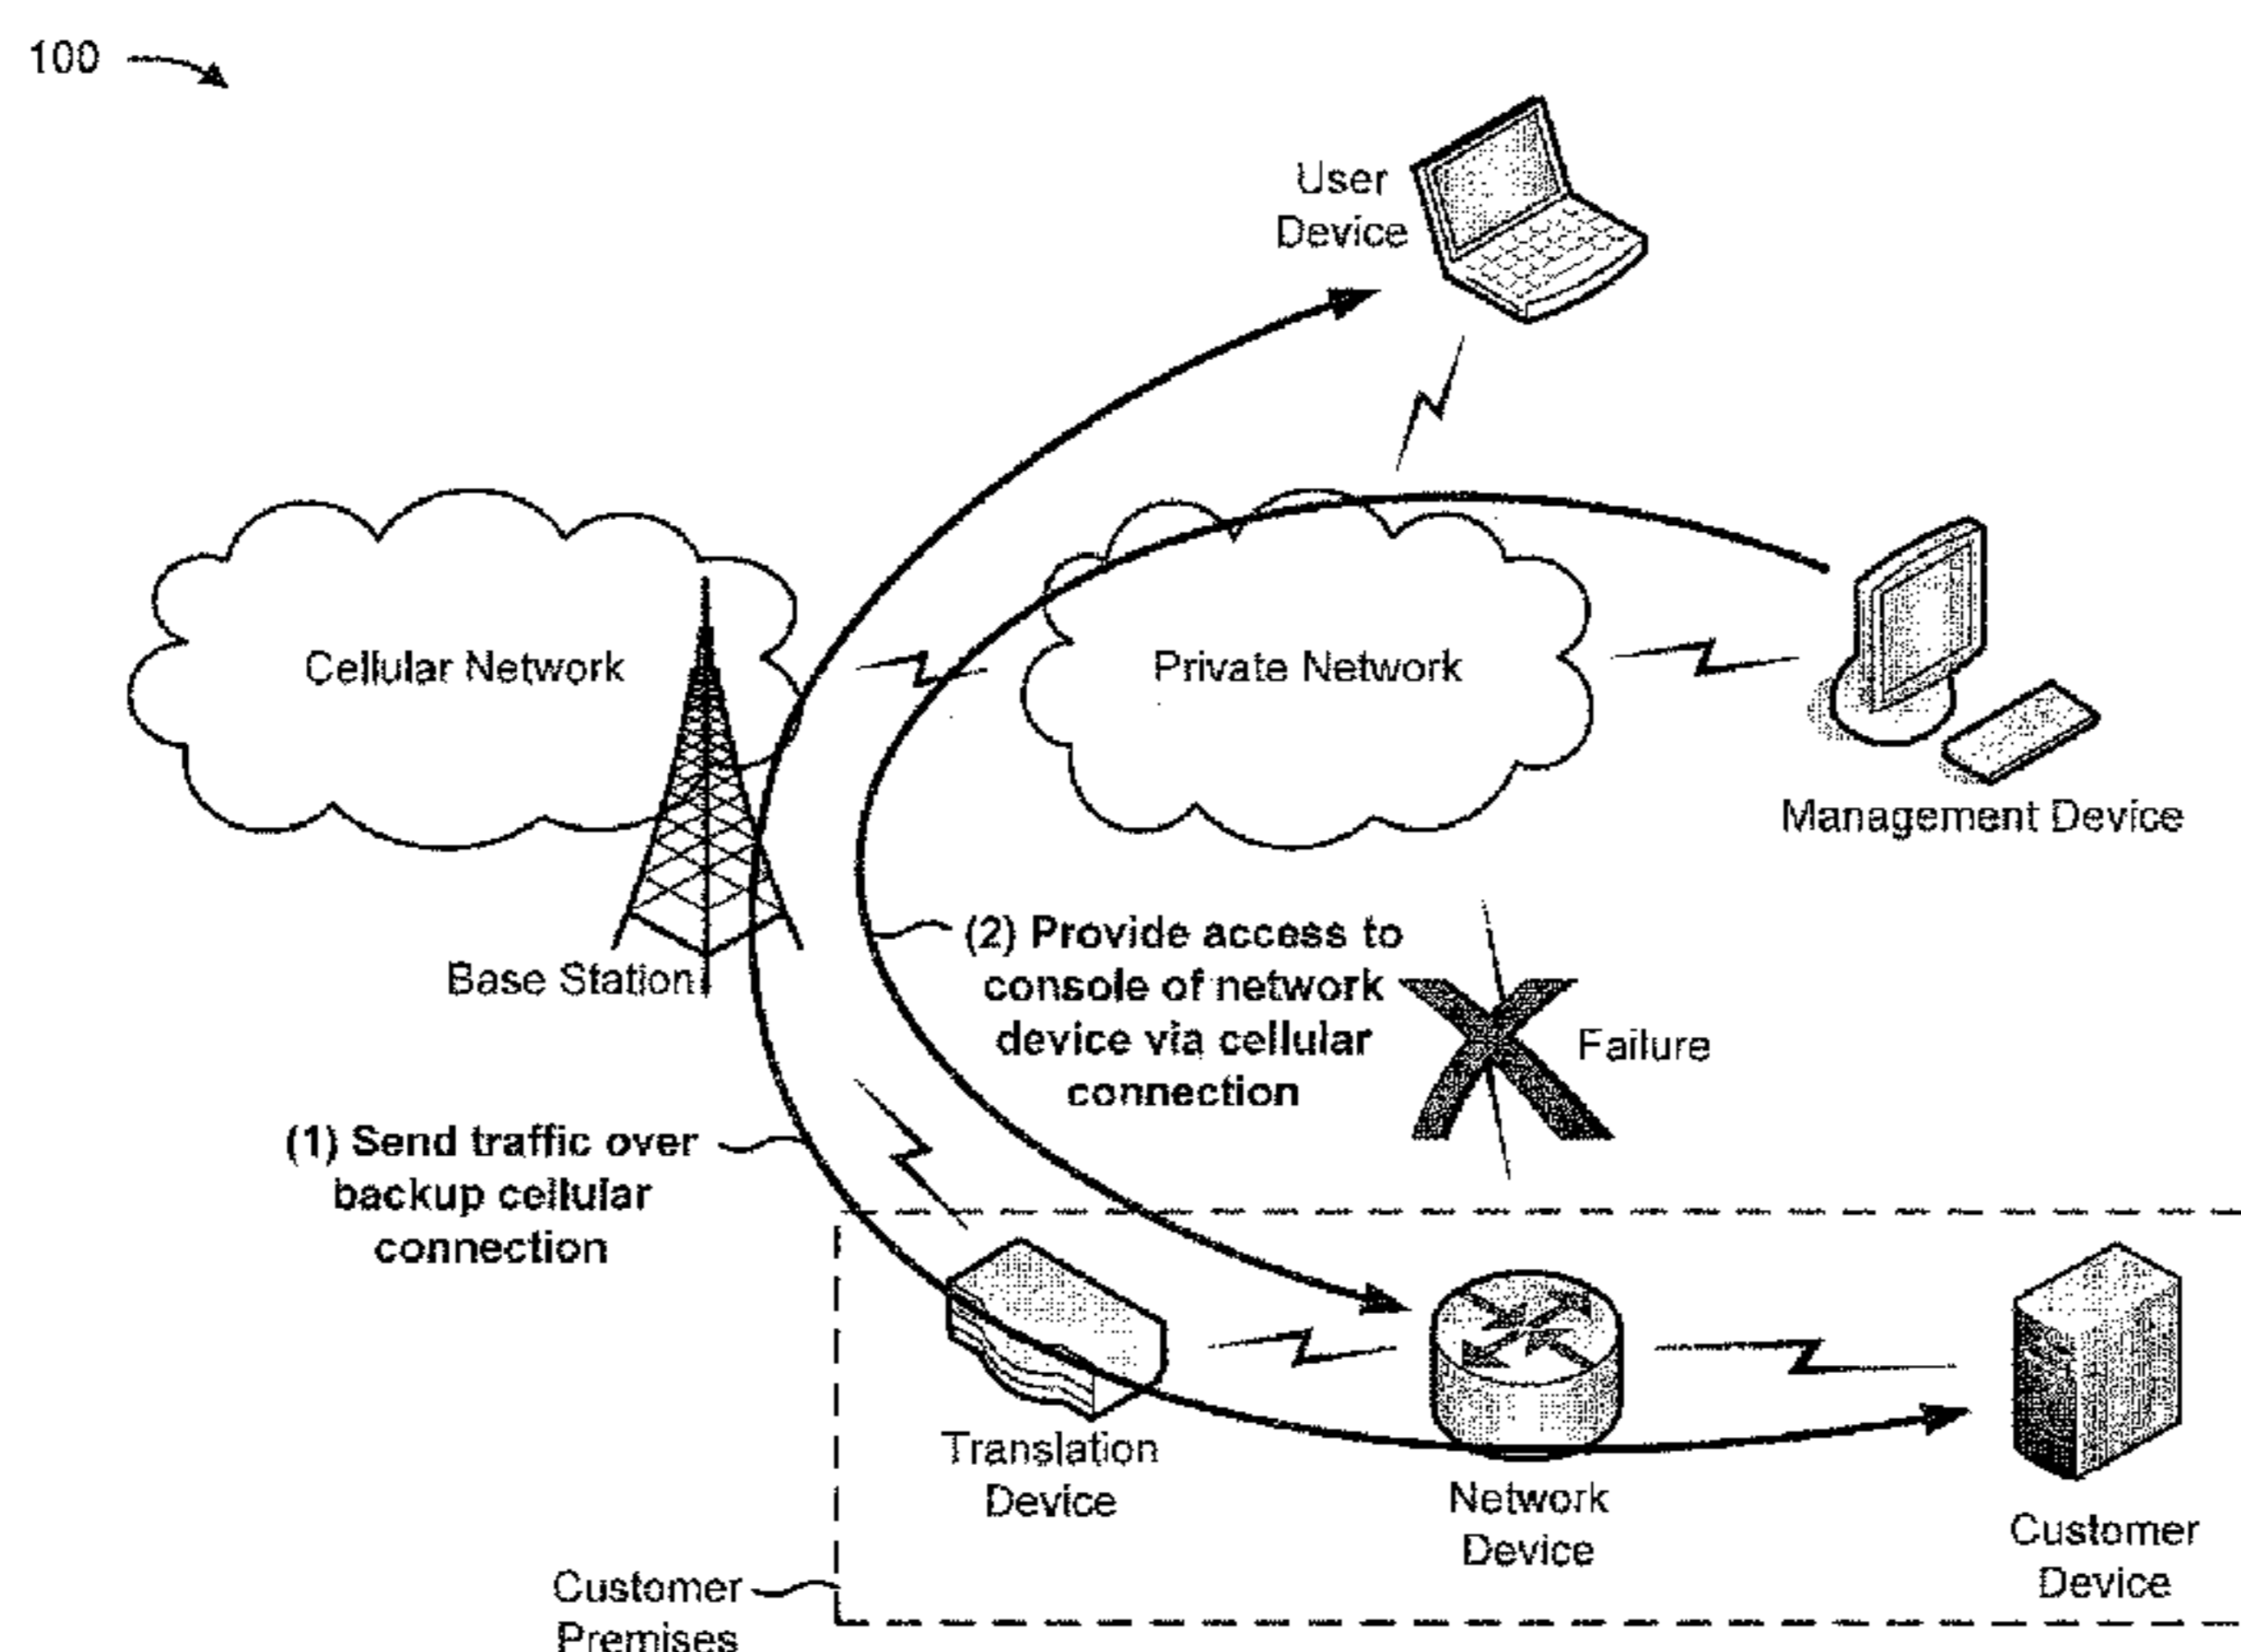 100
User
Device
Cellular Network
Private Network
Management Device
Base Station
(2) Provide access to
console of network
device via cellular
connection
Failure
(1) Send traffic over
backup cellular
connection
Translation
Device
Network
Device
Customer
Device
Customer
Premises